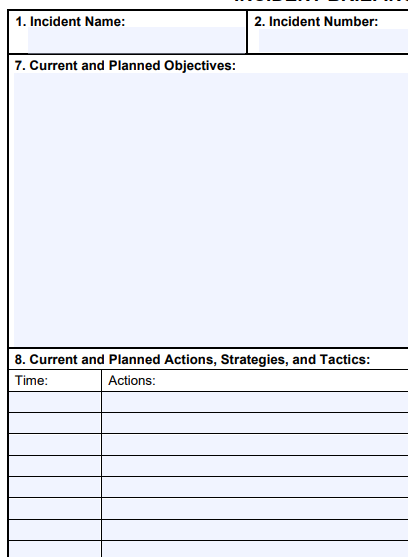 1. Incident Name:
2. Incident Number:
7. Current and Planned Objectives:
8. Current and Planned Actions, Strategies, and Tactics:
Time:
Actions: